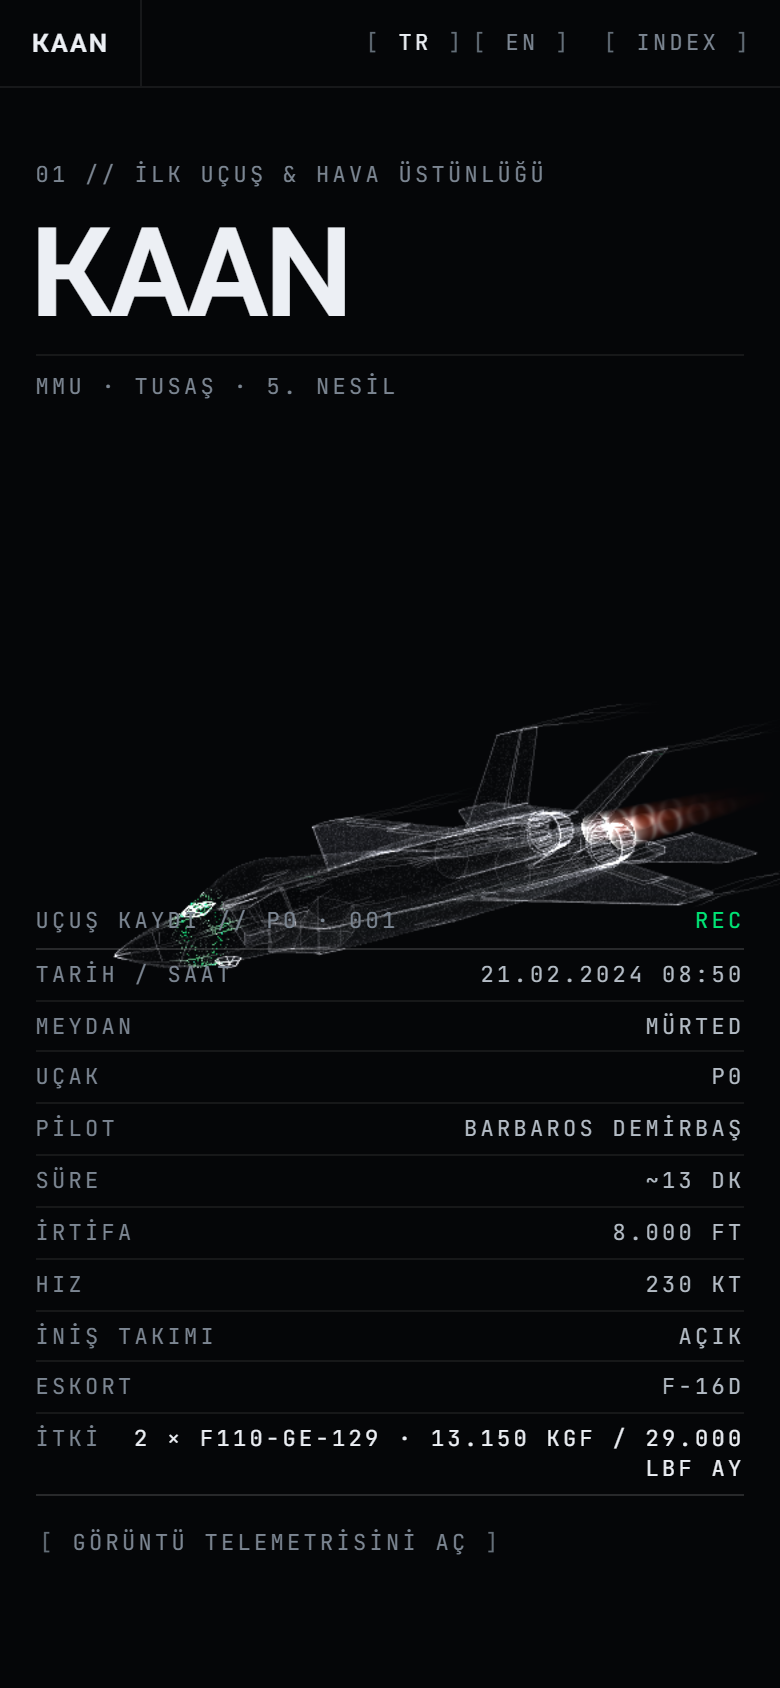 KAAN
[ TR ] [ EN ] [ INDEX ]
01 // İLK UÇUŞ & HAVA ÜSTÜNLÜĞÜ
KAAN
MMU · TUSAŞ · 5. NESİL
UÇUŞ KAYDI // P0 · 001 REC
TARİH / SAAT 21.02.2024 08:50
MEYDAN MÜRTED
UÇAK P0
PİLOT BARBAROS DEMİRBAŞ
SÜRE ~13 DK
İRTİFA 8.000 FT
HIZ 230 KT
İNİŞ TAKIMI AÇIK
ESKORT F-16D
İTKİ 2 × F110-GE-129 · 13.150 KGF / 29.000
LBF AY
[ GÖRÜNTÜ TELEMETRİSİNİ AÇ ]